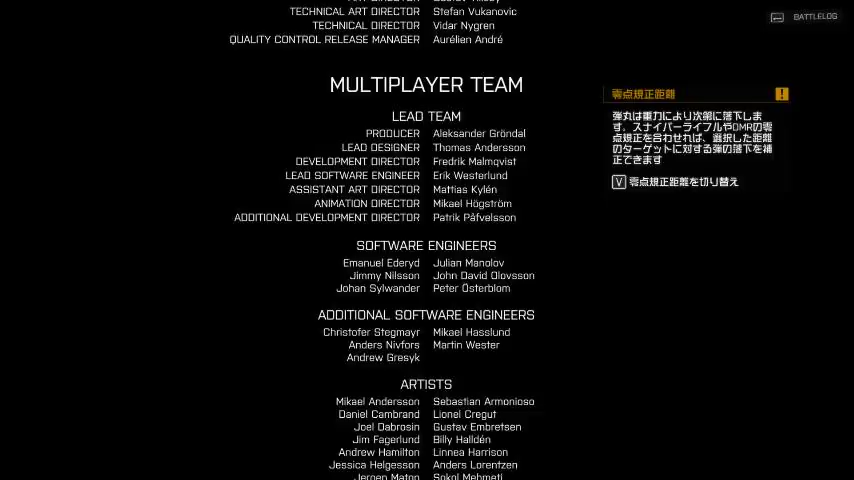 TECHNICAL ART DIRECTOR Stefan Vukanovic
TECHNICAL DIRECTOR Vidar Nygren
QUALITY CONTROL RELEASE MANAGER Aurélien André
MULTIPLAYER TEAM
LEAD TEAM
PRODUCER Aleksander Gröndal
LEAD DESIGNER Thomas Andersson
DEVELOPMENT DIRECTOR Fredrik Malmqvist
LEAD SOFTWARE ENGINEER Erik Westerlund
ASSISTANT ART DIRECTOR Mattias Kylén
ANIMATION DIRECTOR Mikael Högström
ADDITIONAL DEVELOPMENT DIRECTOR Patrik Påfvelsson
SOFTWARE ENGINEERS
Emanuel Ederyd Julian Manolov
Jimmy Nilsson John David Olovsson
Johan Sylwander Peter Österblom
ADDITIONAL SOFTWARE ENGINEERS
Christofer Stegmayr Mikael Hasslund
Anders Nivfors Martin Wester
Andrew Gresyk
ARTISTS
Mikael Andersson Sebastian Armonioso
Daniel Cambrand Lionel Cregut
Joel Dabrosin Gustav Embretsen
Jim Fagerlund Billy Halldén
Andrew Hamilton Linnea Harrison
Jessica Helgesson Anders Lorentzen
Jeroen Maton Sokol Mehmeti
BATTLELOG
零点規正距離
弾丸は重力により次第に落下しま
す。スナイパーライフルやDMRの零
点規正を合わせれば、選択した距離
のターゲットに対する弾の落下を補
正できます
V 零点規正距離を切り替え